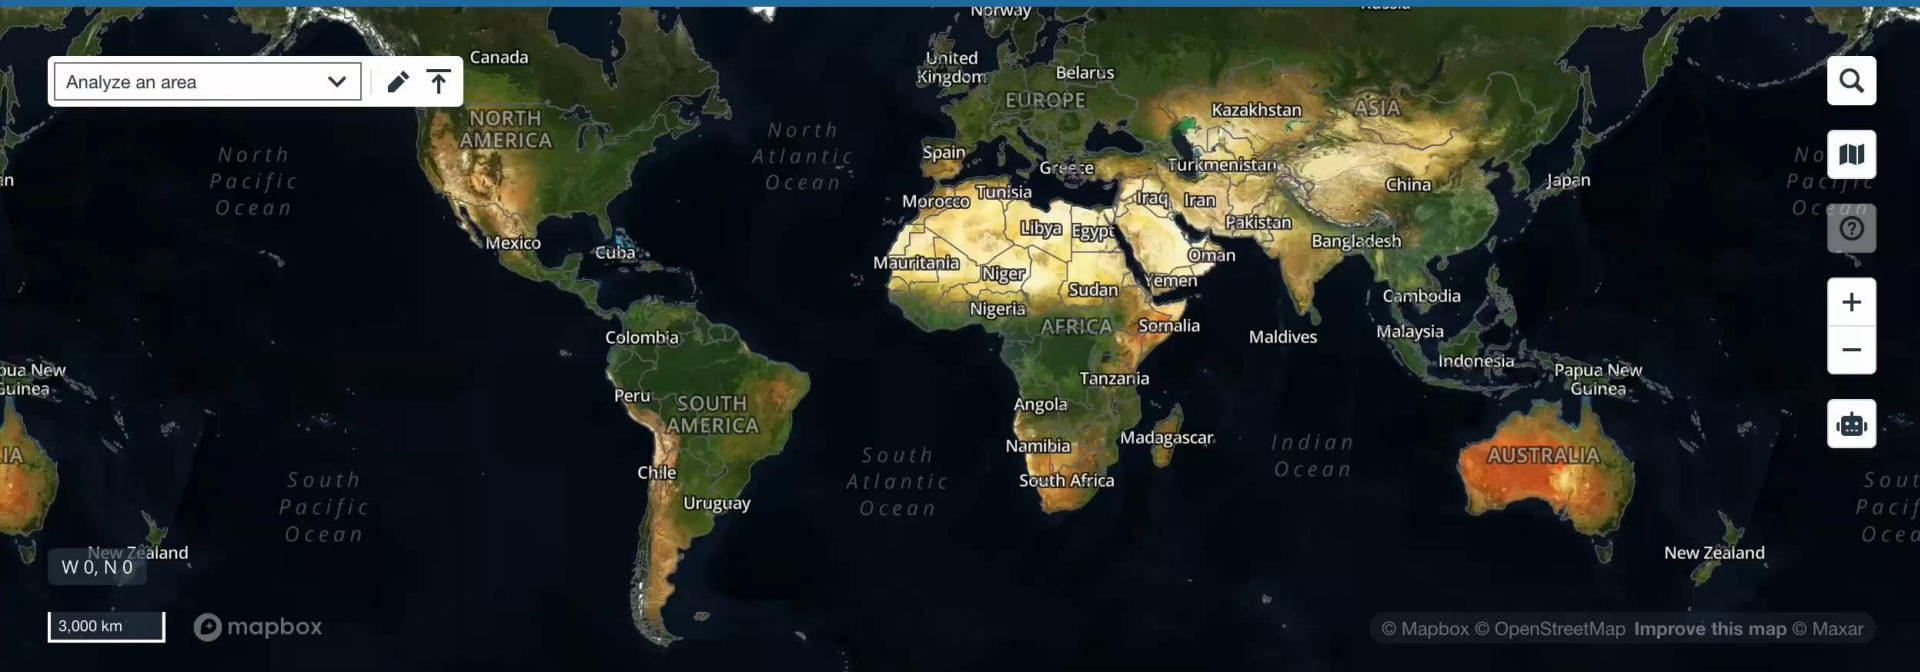 Norway
Analyze an area
Canada
United
Kingdom
Belarus
EUROPE
Kazakhstan
ASIA
NORTH
AMERICA
North
Pacific
Ocean
North
Atlantic
Ocean
Spain
Greece
Turkmenistan
China
Japan
Morocco
Tunisia
Iraq
Iran
Libya
Egypt
Pakistan
Mexico
Cuba
Bangladesh
Mauritania
Niger
Oman
Sudan
Yemen
Nigeria
Cambodia
AFRICA
Somalia
Colombia
Maldives
Malaysia
Indonesia
Papua New
Guinea
Tanzania
Peru
SOUTH
AMERICA
Angola
Namibia
Madagascar
Indian
Ocean
AUSTRALIA
Chile
South
Pacific
Ocean
South
Atlantic
Ocean
South Africa
Uruguay
New Zealand
New Zealand
W 0, N 0
3,000 km
mapbox
© Mapbox © OpenStreetMap Improve this map © Maxar